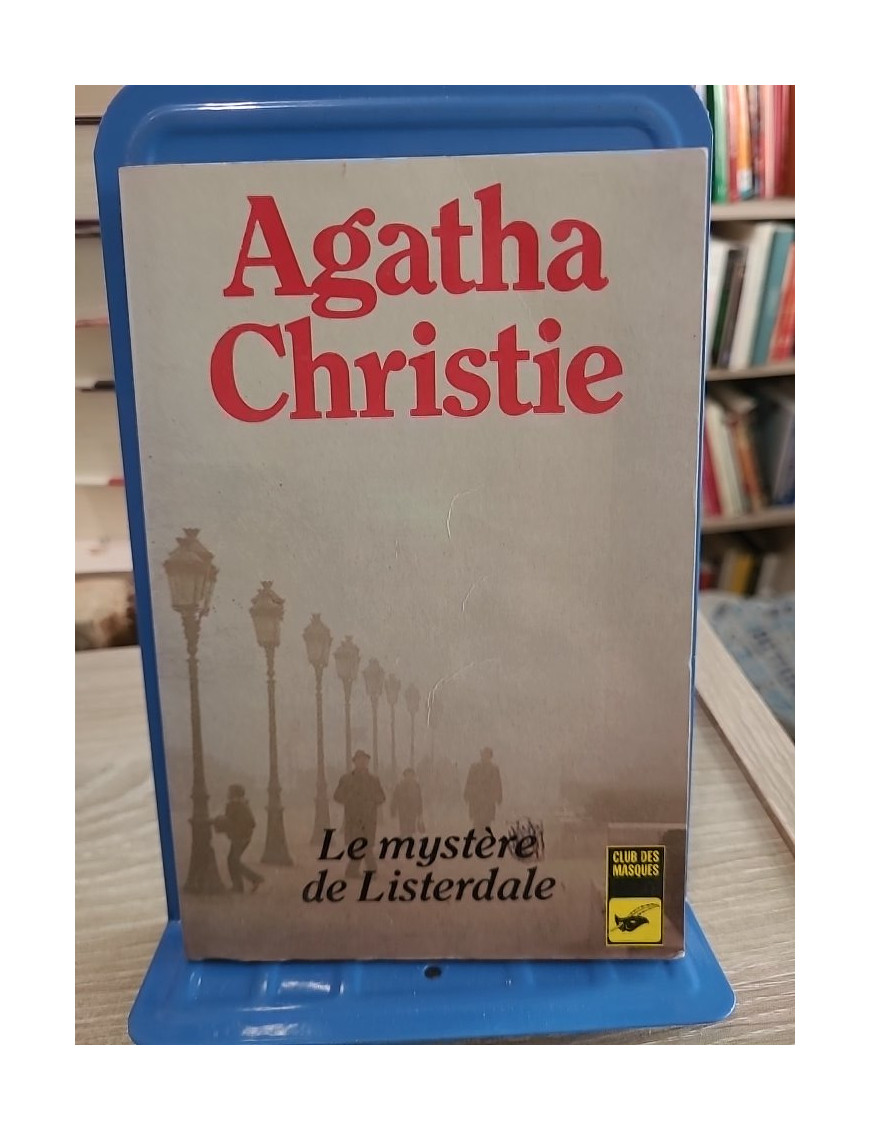 Agatha
Christie
Le mystère
de Listerdale
CLUB DES
MASQUES